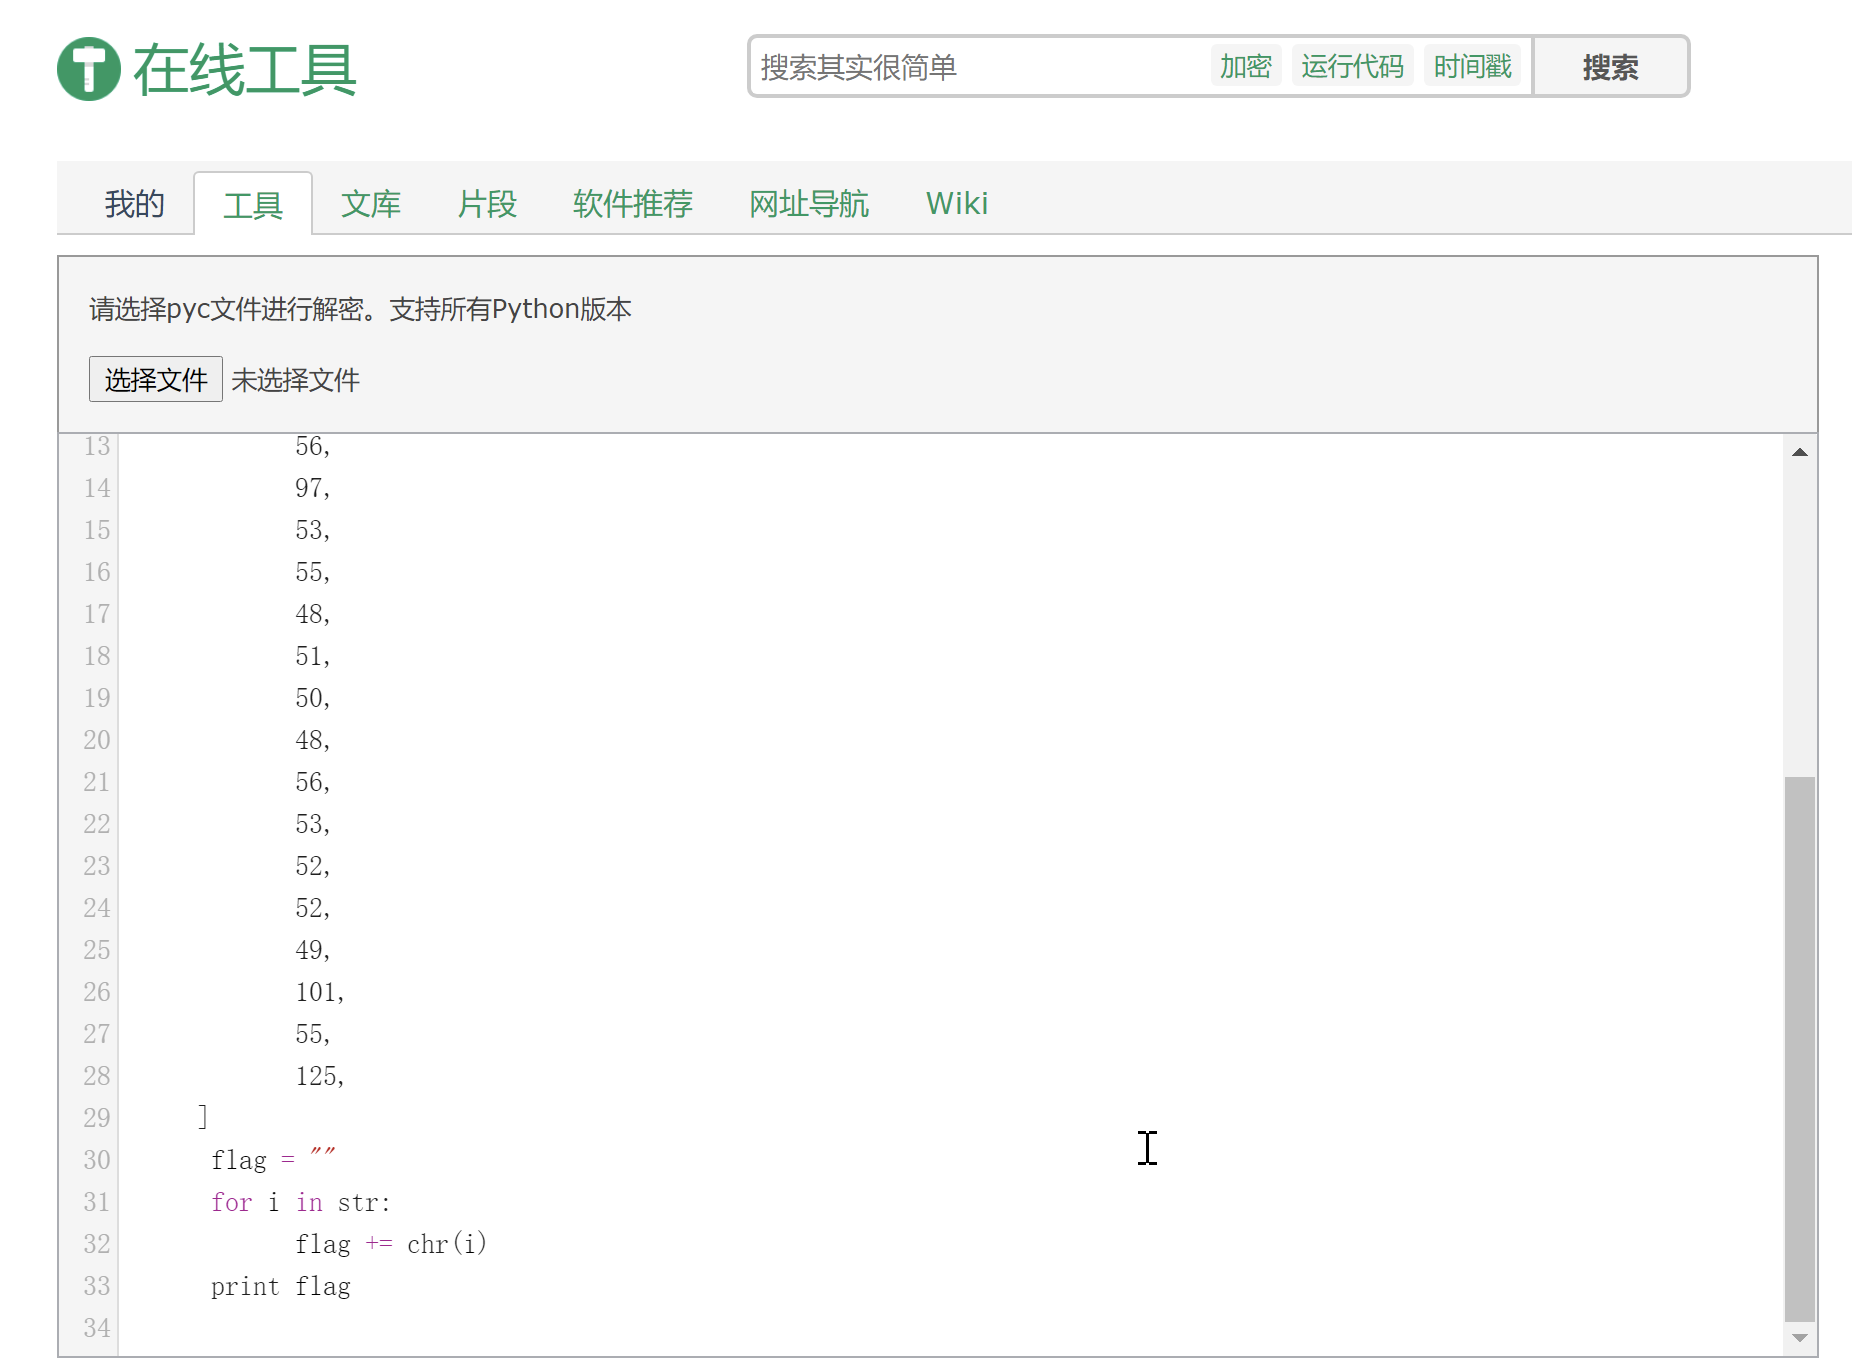 在线工具
搜索其实很简单 加密 运行代码 时间戳 搜索
我的 工具 文库 片段 软件推荐 网址导航 Wiki
请选择pyc文件进行解密。支持所有Python版本
选择文件 未选择文件
13 56,
14 97,
15 53,
16 55,
17 48,
18 51,
19 50,
20 48,
21 56,
22 53,
23 52,
24 52,
25 49,
26 101,
27 55,
28 125,
29 ]
30 flag = ""
31 for i in str:
32 flag += chr(i)
33 print flag
34